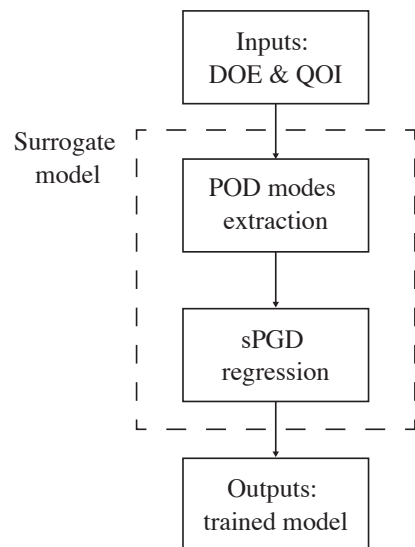 Inputs:
DOE & QOI
Surrogate
model
POD modes
extraction
sPGD
regression
Outputs:
trained model